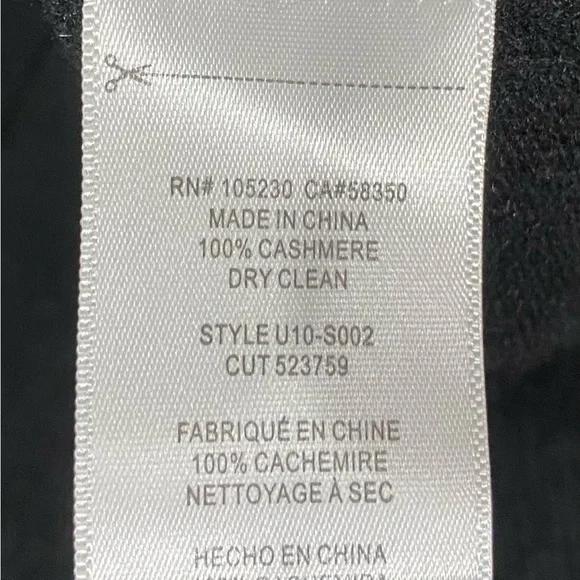 RN# 105230 CA#58350
MADE IN CHINA
100% CASHMERE
DRY CLEAN
STYLE U10-S002
CUT 523759
FABRIQUÉ EN CHINE
100% CACHEMIRE
NETTOYAGE À SEC
HECHO EN CHINA